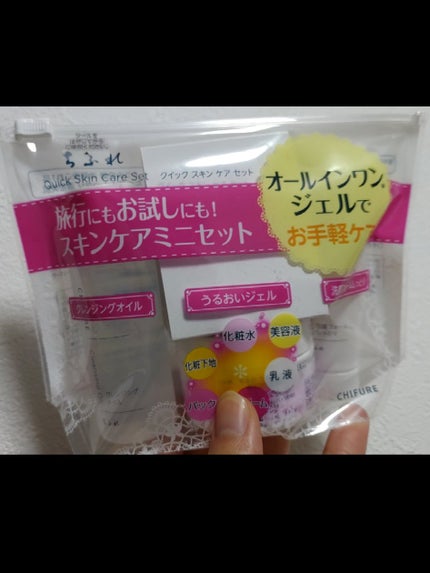 ちふれ
Quick Skin Care Set
クイック スキン ケア セット
オールインワン
ジェルで
お手軽ケア
旅行にもお試しにも!
スキンケアミニセット
クレンジングオイル
うるおいジェル
化粧水
美容液
化粧下地
乳液
パック
CHIFURE